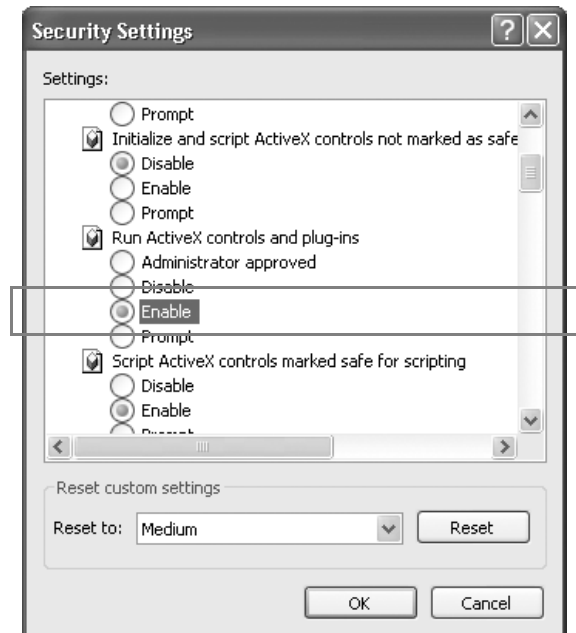 Security Settings
Settings:
Prompt
Initialize and script ActiveX controls not marked as safe
Disable
Enable
Prompt
Run ActiveX controls and plug-ins
Administrator approved
Disable
Enable
Prompt
Script ActiveX controls marked safe for scripting
Disable
Enable
Prompt
Reset custom settings
Reset to: Medium Reset
OK Cancel